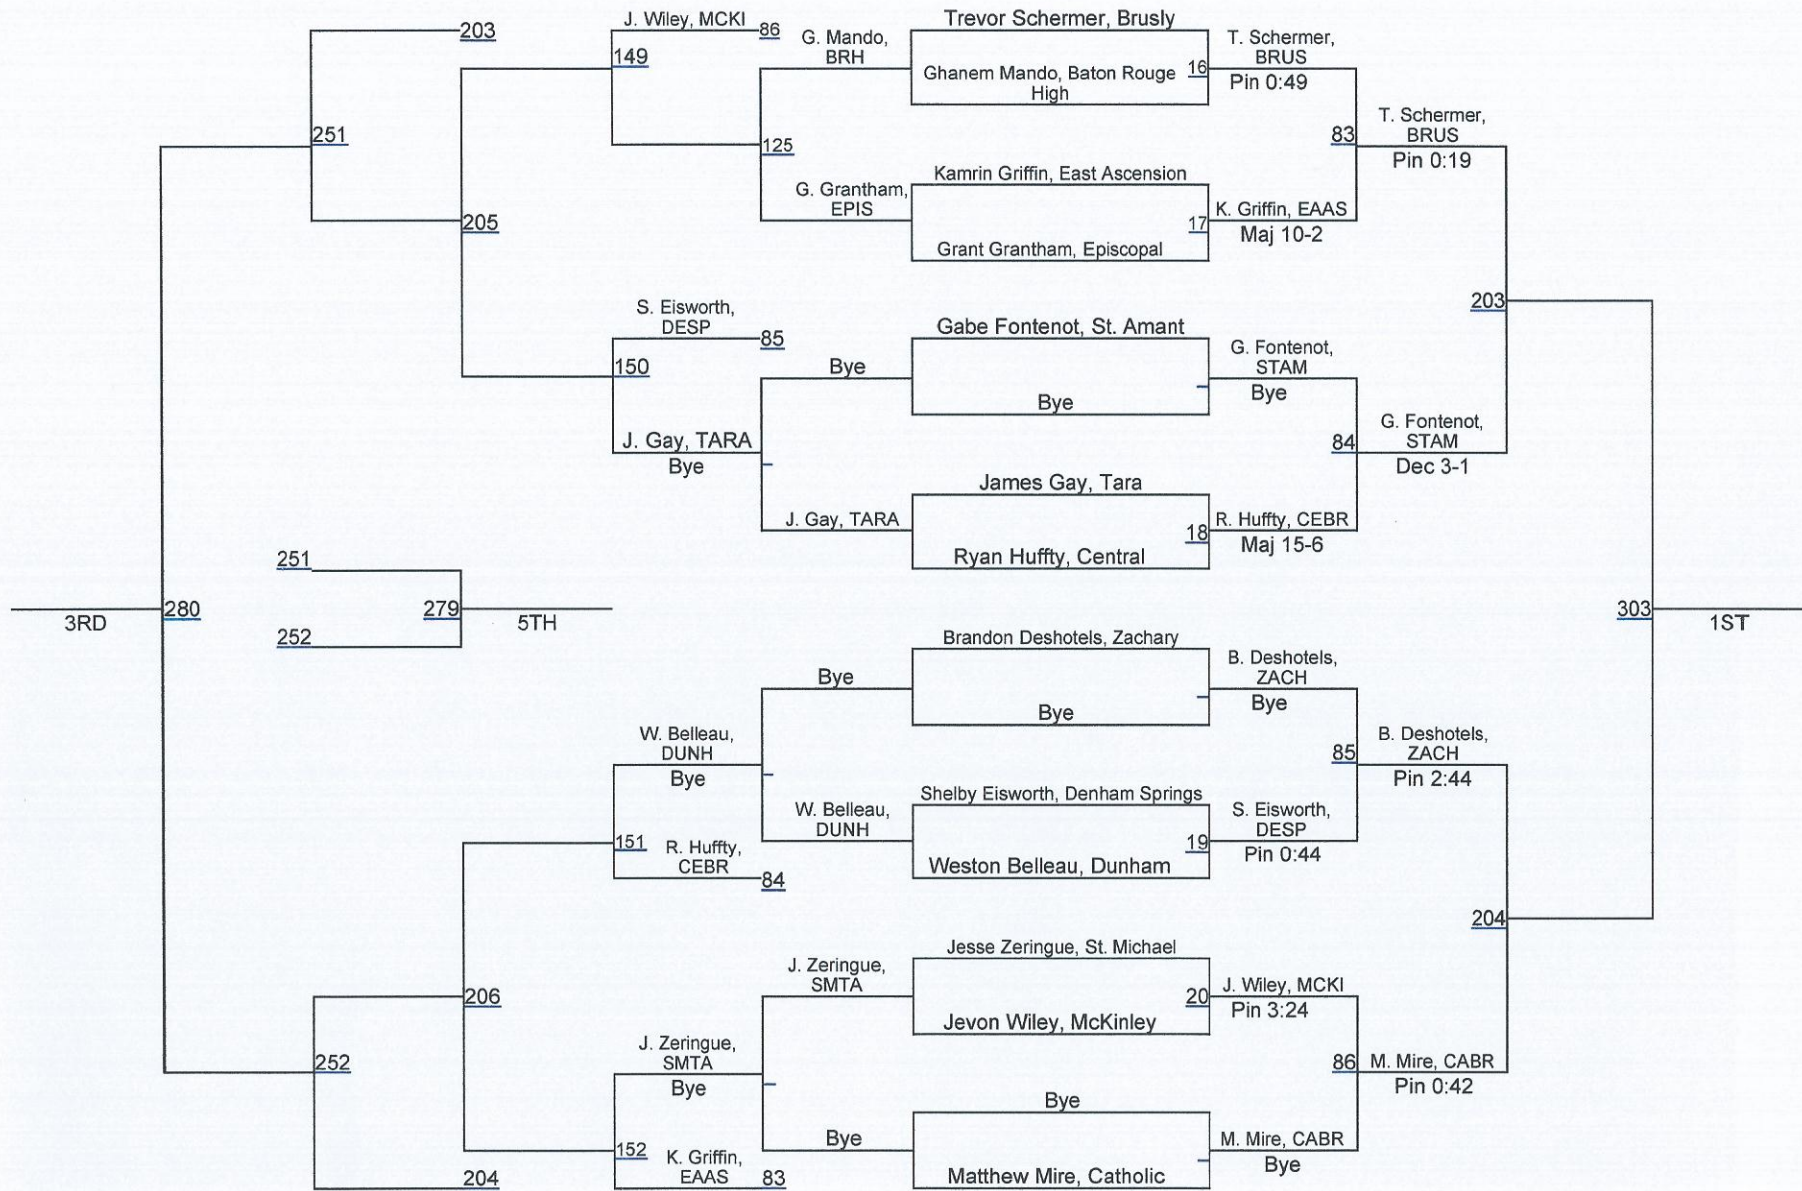 203
J. Wiley, MCKI
86
149
G. Mando,
BRH
Trevor Schermer, Brusly
Ghanem Mando, Baton Rouge
High
16
T. Schermer,
BRUS
Pin 0:49
251
125
83
T. Schermer,
BRUS
Pin 0:19
G. Grantham,
EPIS
Kamrin Griffin, East Ascension
Grant Grantham, Episcopal
17
K. Griffin, EAAS
Maj 10-2
205
203
S. Eisworth,
DESP
85
150
Bye
Gabe Fontenot, St. Amant
Bye
G. Fontenot,
STAM
Bye
J. Gay, TARA
Bye
84
G. Fontenot,
STAM
Dec 3-1
J. Gay, TARA
James Gay, Tara
Ryan Huffty, Central
18
R. Huffty, CEBR
Maj 15-6
251
280
3RD
279
5TH
252
303
1ST
Bye
Brandon Deshotels, Zachary
Bye
B. Deshotels,
ZACH
Bye
W. Belleau,
DUNH
Bye
85
B. Deshotels,
ZACH
Pin 2:44
W. Belleau,
DUNH
Shelby Eisworth, Denham Springs
Weston Belleau, Dunham
19
S. Eisworth,
DESP
Pin 0:44
151
R. Huffty,
CEBR
84
204
J. Zeringue,
SMTA
Jesse Zeringue, St. Michael
Jevon Wiley, McKinley
20
J. Wiley, MCKI
Pin 3:24
206
252
J. Zeringue,
SMTA
Bye
86
M. Mire, CABR
Pin 0:42
Bye
Bye
Matthew Mire, Catholic
M. Mire, CABR
Bye
152
K. Griffin,
EAAS
83
204